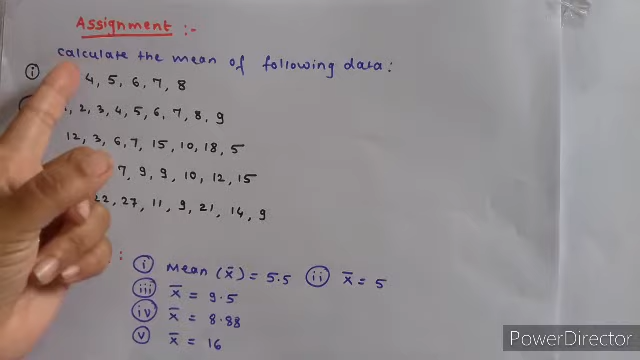 Assignment :-
Calculate the mean of following data :
(i) 4, 5, 6, 7, 8
2, 3, 4, 5, 6, 7, 8, 9
12, 3, 6, 7, 15, 10, 18, 5
7, 9, 9, 10, 12, 15
22, 27, 11, 9, 21, 14, 9
: (i) Mean (x̄) = 5.5 (ii) x̄ = 5
(iii) x̄ = 9.5
(iv) x̄ = 8.88
(v) x̄ = 16
Made With
PowerDirector